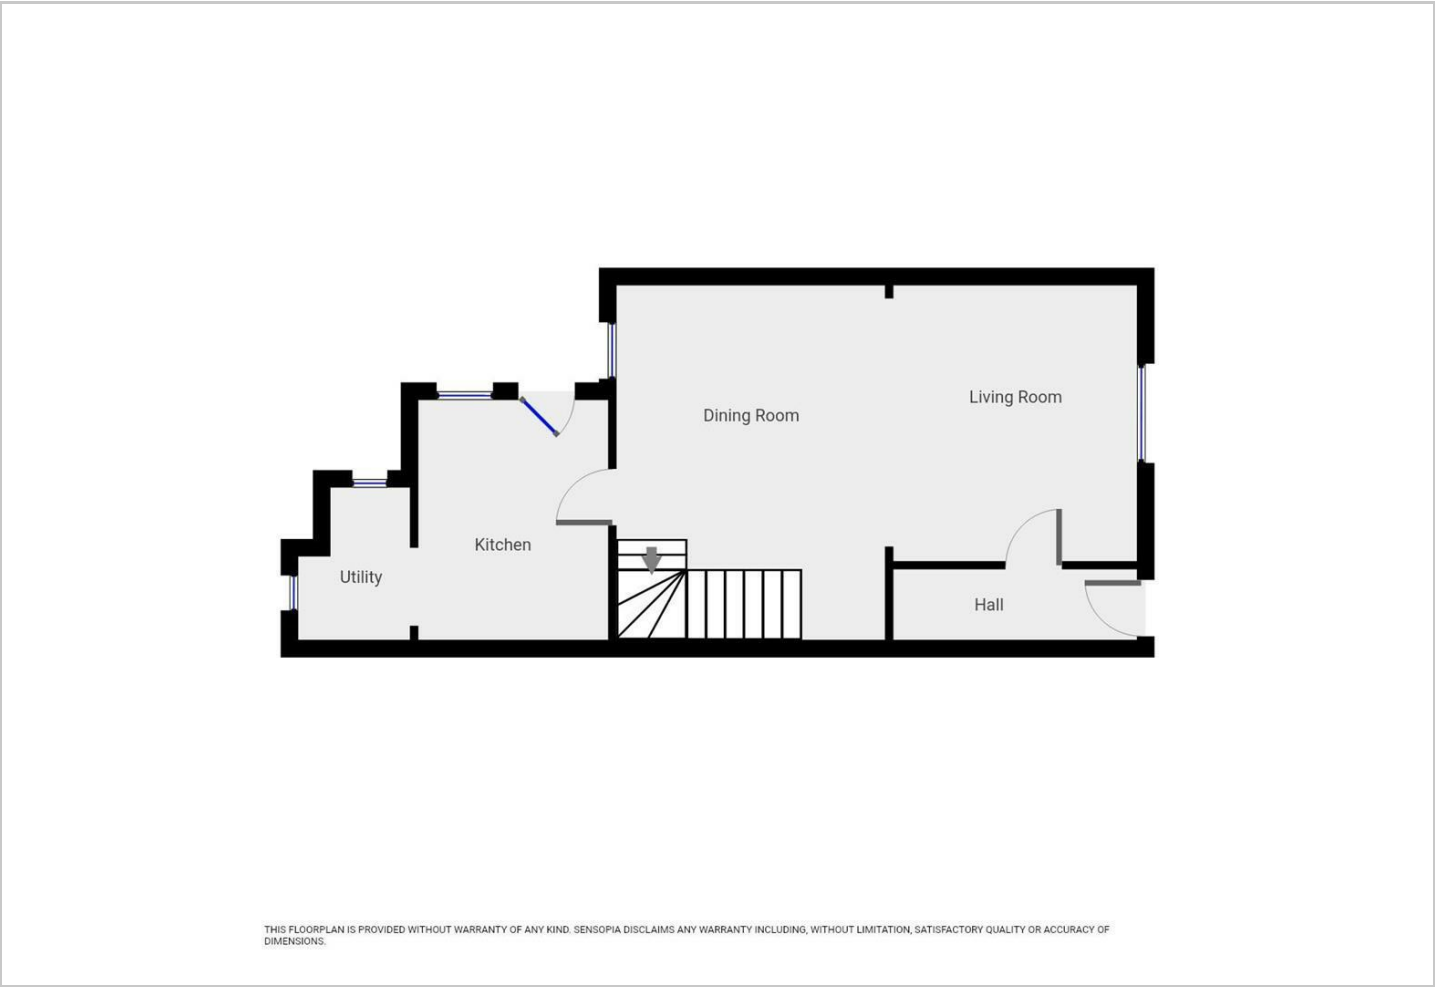 Living Room
Dining Room
Kitchen
Utility
Hall
THIS FLOORPLAN IS PROVIDED WITHOUT WARRANTY OF ANY KIND. SENSOPIA DISCLAIMS ANY WARRANTY INCLUDING, WITHOUT LIMITATION, SATISFACTORY QUALITY OR ACCURACY OF
DIMENSIONS.